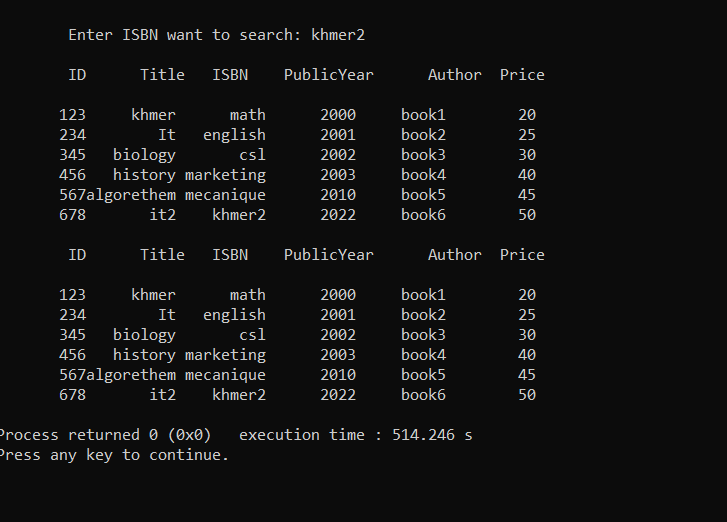 Enter ISBN want to search: khmer2
ID Title ISBN PublicYear Author Price
123 khmer math 2000 book1 20
234 It english 2001 book2 25
345 biology csl 2002 book3 30
456 history marketing 2003 book4 40
567algorethem mecanique 2010 book5 45
678 it2 khmer2 2022 book6 50
ID Title ISBN PublicYear Author Price
123 khmer math 2000 book1 20
234 It english 2001 book2 25
345 biology csl 2002 book3 30
456 history marketing 2003 book4 40
567algorethem mecanique 2010 book5 45
678 it2 khmer2 2022 book6 50
Process returned 0 (0x0) execution time : 514.246 s
Press any key to continue.